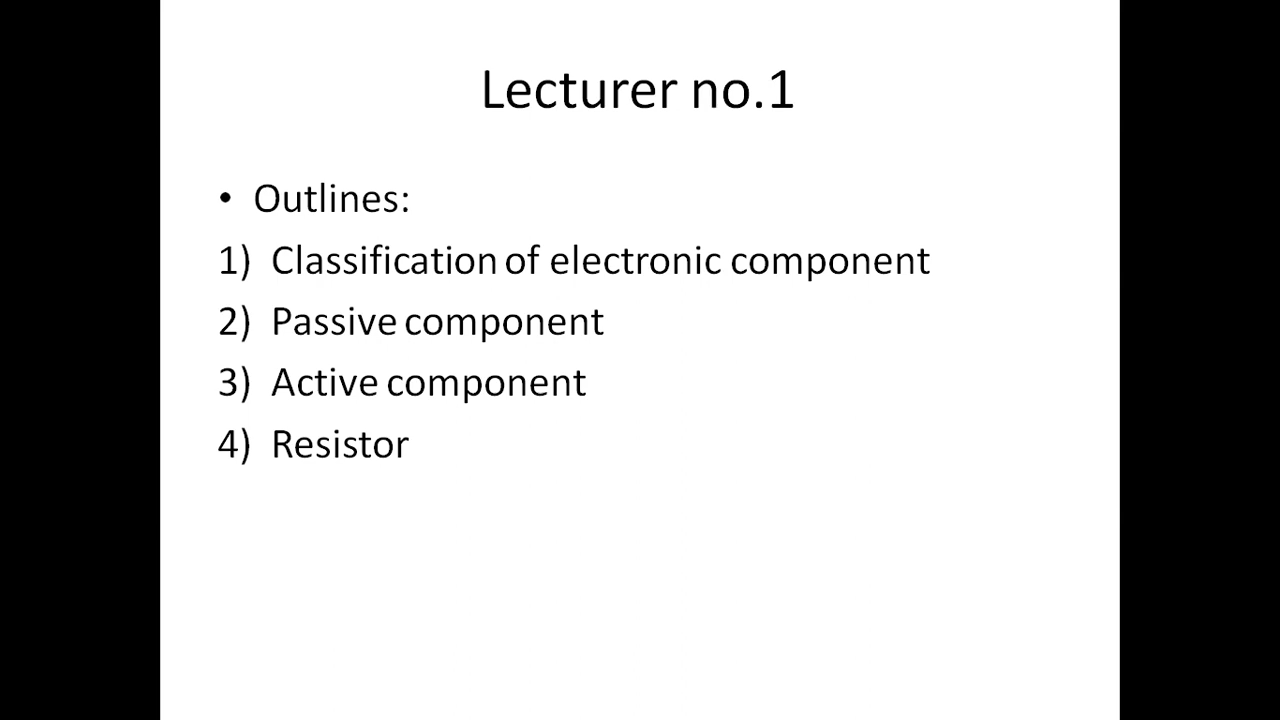 Lecturer no.1
• Outlines:
1) Classification of electronic component
2) Passive component
3) Active component
4) Resistor